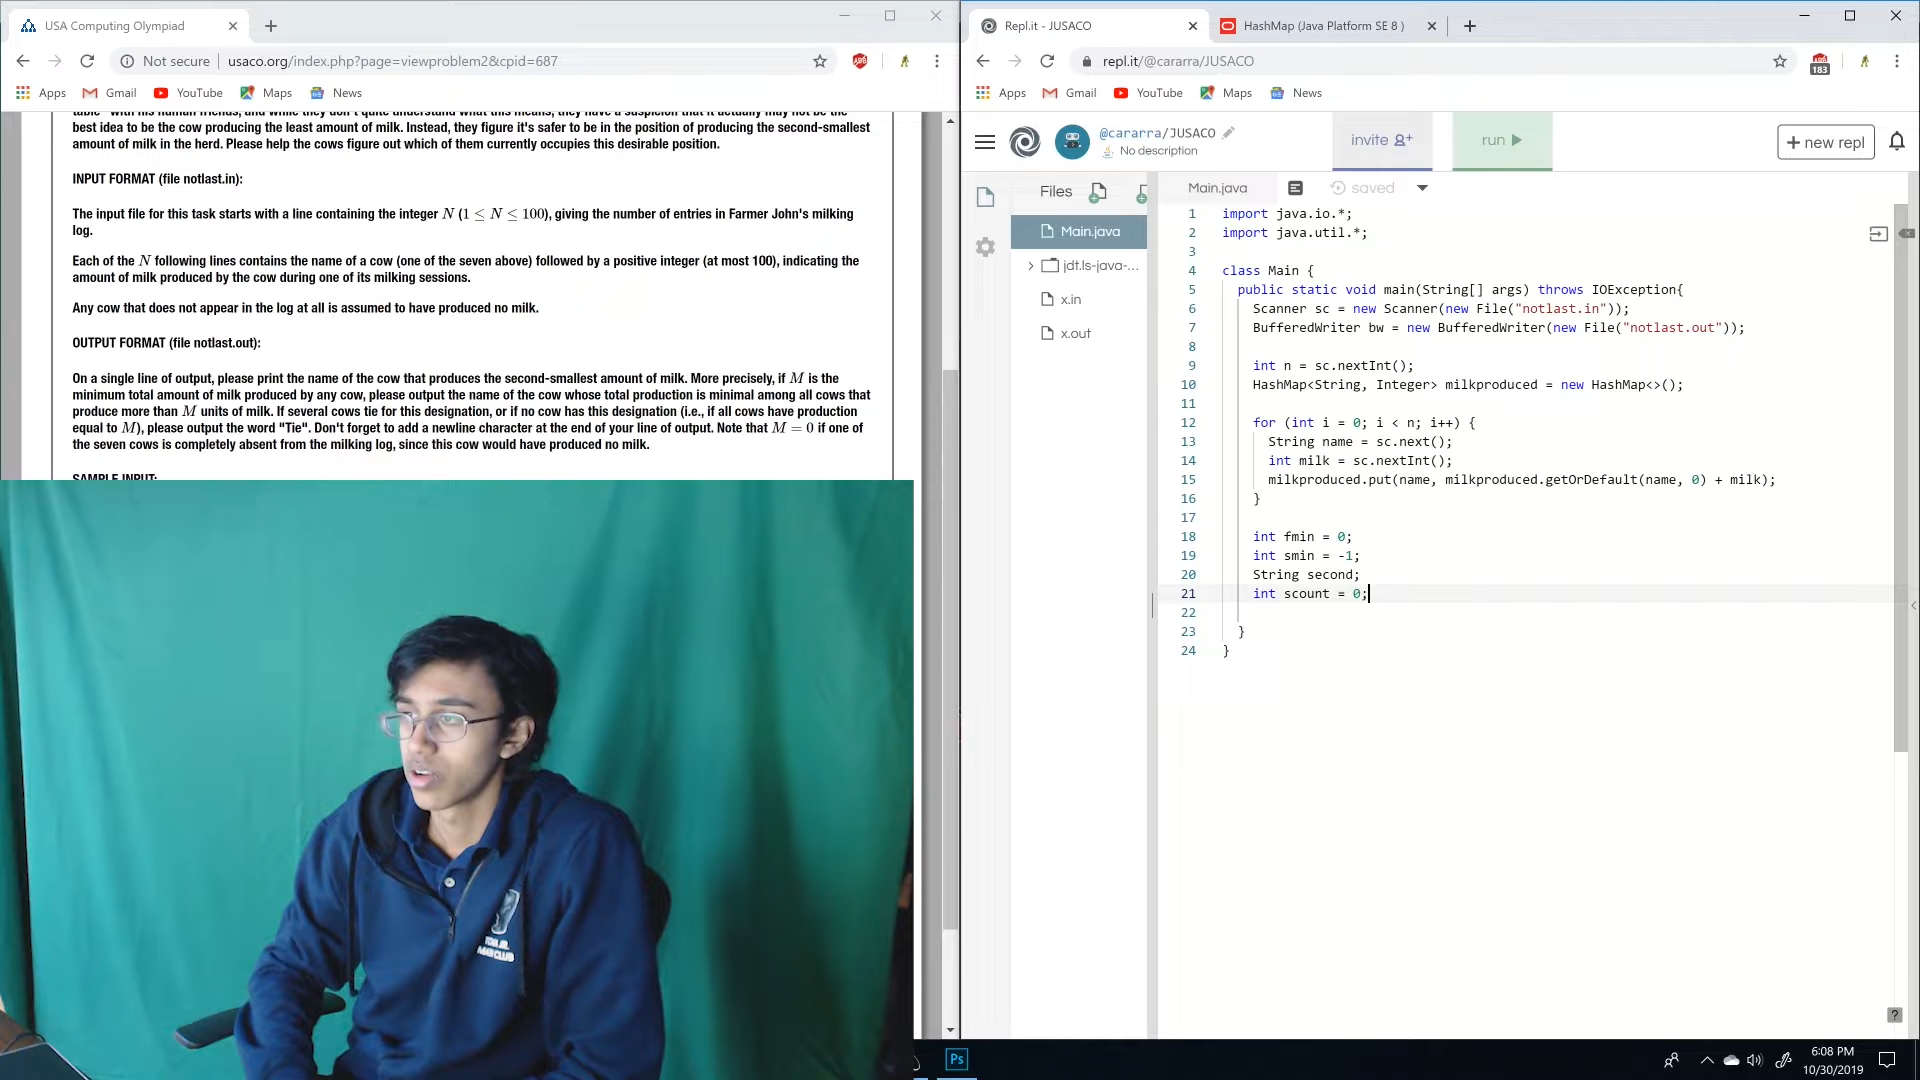 USA Computing Olympiad
Not secure
usaco.org/index.php?page=viewproblem2&cpid=687
Apps
Gmail
YouTube
Maps
News
best idea to be the cow producing the least amount of milk. Instead, they figure it's safer to be in the position of producing the second-smallest
amount of milk in the herd. Please help the cows figure out which of them currently occupies this desirable position.
INPUT FORMAT (file notlast.in):
The input file for this task starts with a line containing the integer N (1 ≤ N ≤ 100), giving the number of entries in Farmer John's milking
log.
Each of the N following lines contains the name of a cow (one of the seven above) followed by a positive integer (at most 100), indicating the
amount of milk produced by the cow during one of its milking sessions.
Any cow that does not appear in the log at all is assumed to have produced no milk.
OUTPUT FORMAT (file notlast.out):
On a single line of output, please print the name of the cow that produces the second-smallest amount of milk. More precisely, if M is the
minimum total amount of milk produced by any cow, please output the name of the cow whose total production is minimal among all cows that
produce more than M units of milk. If several cows tie for this designation, or if no cow has this designation (i.e., if all cows have production
equal to M), please output the word "Tie". Don't forget to add a newline character at the end of your line of output. Note that M = 0 if one of
the seven cows is completely absent from the milking log, since this cow would have produced no milk.
SAMPLE INPUT:
Repl.it - JUSACO
HashMap (Java Platform SE 8 )
repl.it/@cararra/JUSACO
183
Apps
Gmail
YouTube
Maps
News
@cararra/JUSACO
No description
invite
run
+ new repl
Files
Main.java
jdt.ls-java-...
x.in
x.out
Main.java
saved
1 import java.io.*;
2 import java.util.*;
3
4 class Main {
5 public static void main(String[] args) throws IOException{
6 Scanner sc = new Scanner(new File("notlast.in"));
7 BufferedWriter bw = new BufferedWriter(new File("notlast.out"));
8
9 int n = sc.nextInt();
10 HashMap<String, Integer> milkproduced = new HashMap<>();
11
12 for (int i = 0; i < n; i++) {
13 String name = sc.next();
14 int milk = sc.nextInt();
15 milkproduced.put(name, milkproduced.getOrDefault(name, 0) + milk);
16 }
17
18 int fmin = 0;
19 int smin = -1;
20 String second;
21 int scount = 0;
22
23 }
24 }
?
Ps
6:08 PM
10/30/2019